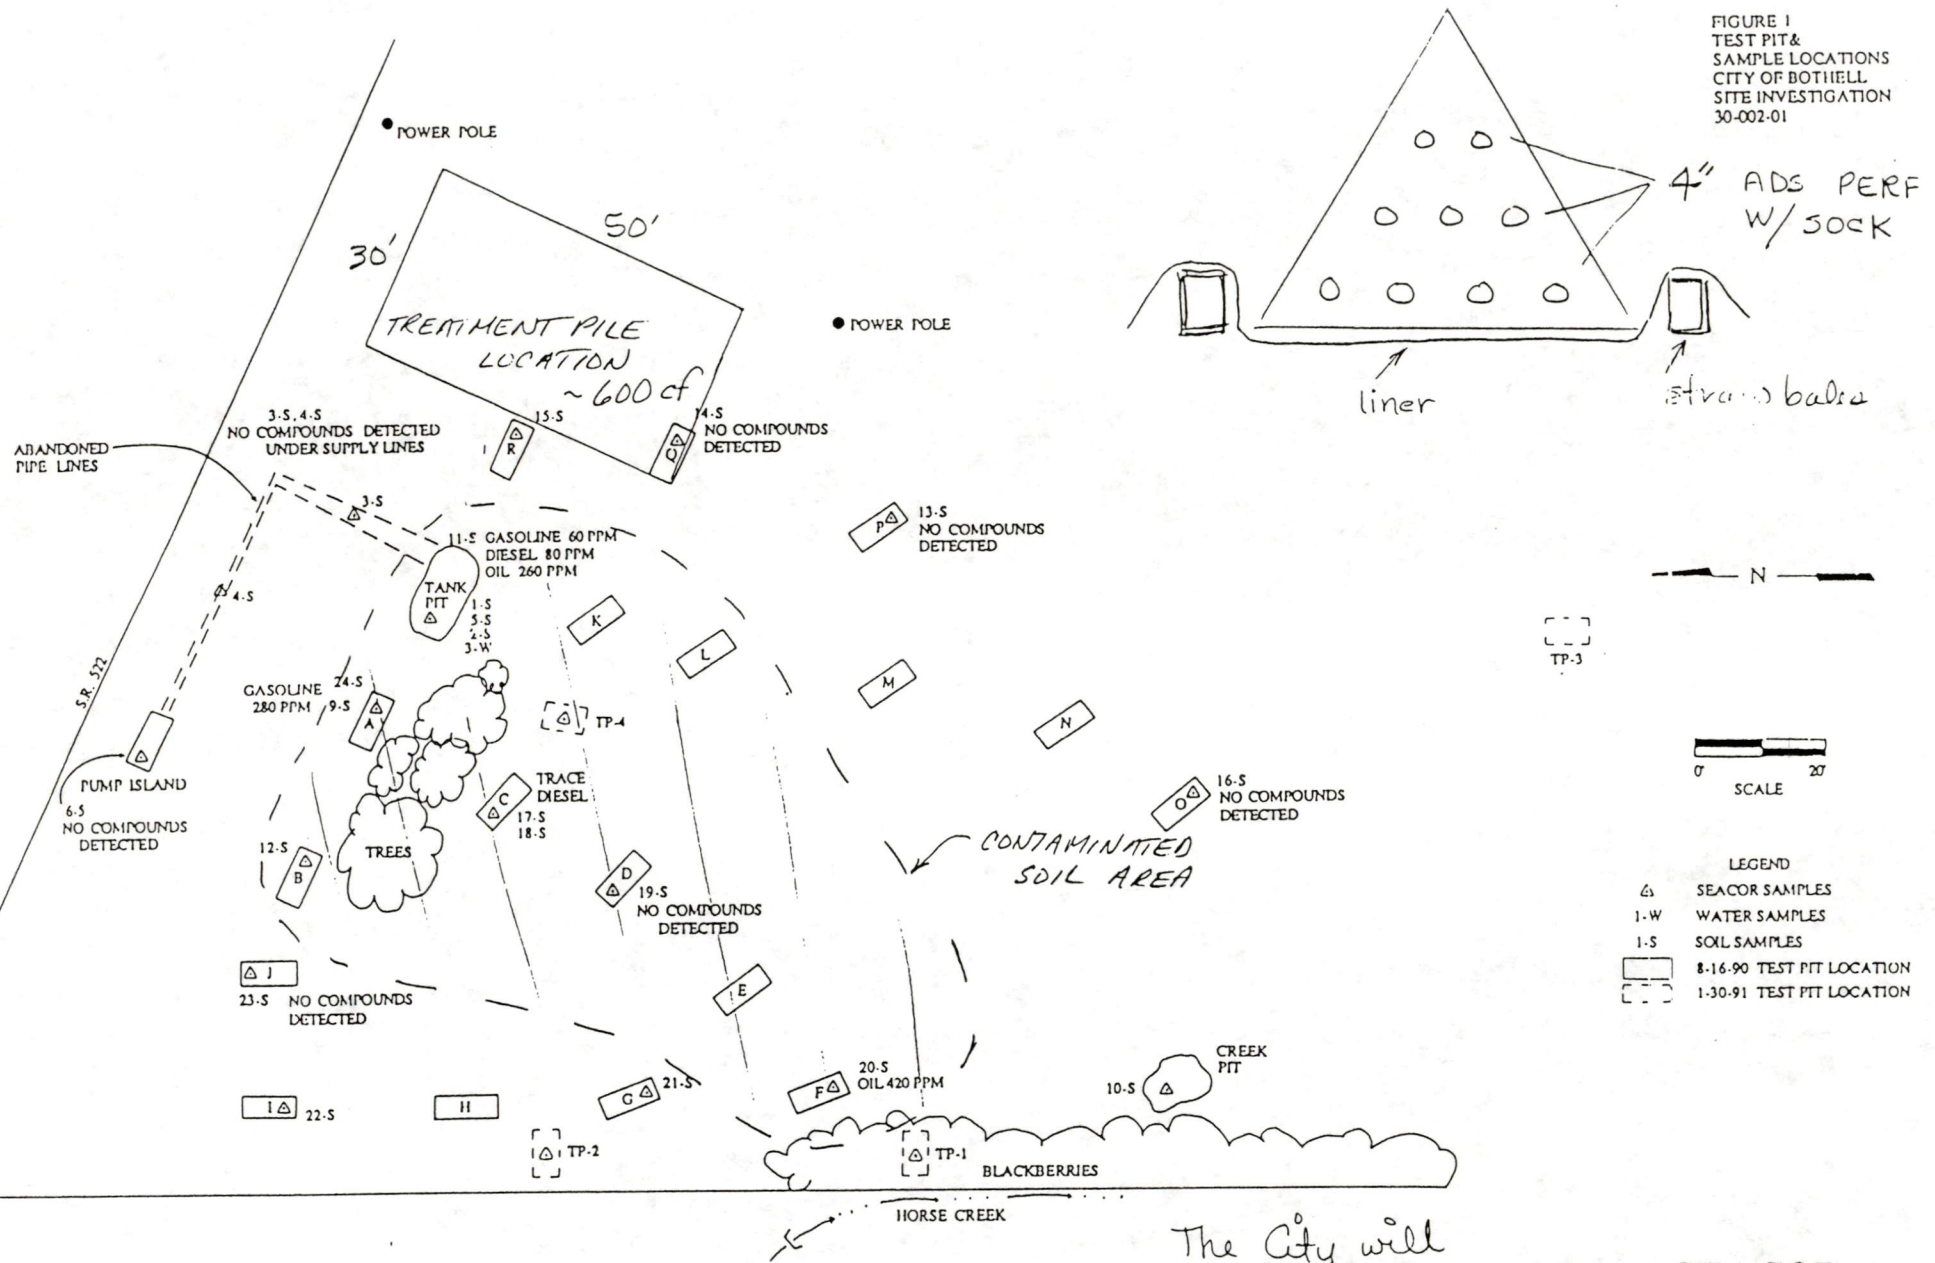 FIGURE 1
TEST PIT&
SAMPLE LOCATIONS
CITY OF BOTHELL
SITE INVESTIGATION
30-002-01
POWER POLE
4" ADS PERF
W/ SOCK
50'
30'
TREATMENT PILE
LOCATION
~600 cf
POWER POLE
liner
straw bales
3-S, 4-S
NO COMPOUNDS DETECTED
UNDER SUPPLY LINES
ABANDONED
PIPE LINES
15-S
R
14-S
NO COMPOUNDS
DETECTED
Q
3-S
4-S
P
13-S
NO COMPOUNDS
DETECTED
11-S GASOLINE 60 PPM
DIESEL 80 PPM
OIL 260 PPM
TANK
PIT
1-S
5-S
2-S
3-W
K
L
M
N
N
TP-3
S.R. 522
GASOLINE
280 PPM
24-S
9-S
A
TP-4
0'
20'
SCALE
PUMP ISLAND
6-S
NO COMPOUNDS
DETECTED
TRACE
DIESEL
C
17-S
18-S
O
16-S
NO COMPOUNDS
DETECTED
12-S
B
TREES
CONTAMINATED
SOIL AREA
D
19-S
NO COMPOUNDS
DETECTED
LEGEND
SEACOR SAMPLES
1-W WATER SAMPLES
1-S SOIL SAMPLES
8-16-90 TEST PIT LOCATION
1-30-91 TEST PIT LOCATION
J
23-S NO COMPOUNDS
DETECTED
E
I
22-S
H
G
21-S
F
20-S
OIL 420 PPM
10-S
CREEK
PIT
TP-2
TP-1
BLACKBERRIES
HORSE CREEK
The City will